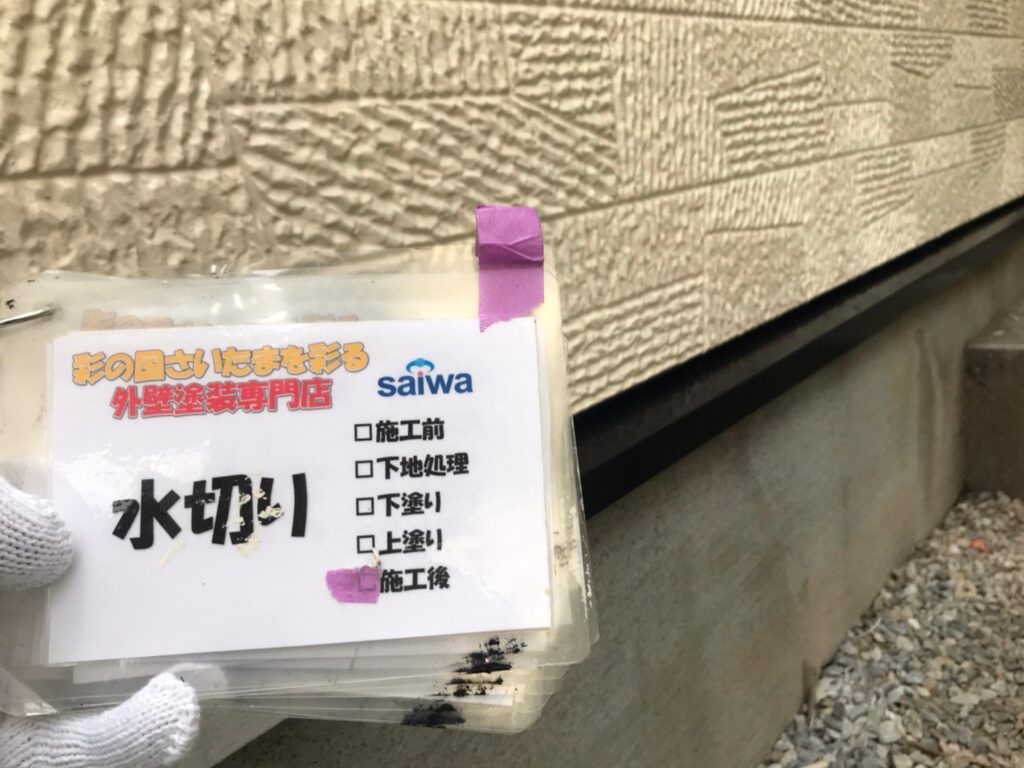 彩の国さいたまを彩る
外壁塗装専門店
saiwa
水切り
□施工前
□下地処理
□下塗り
□上塗り
□施工後